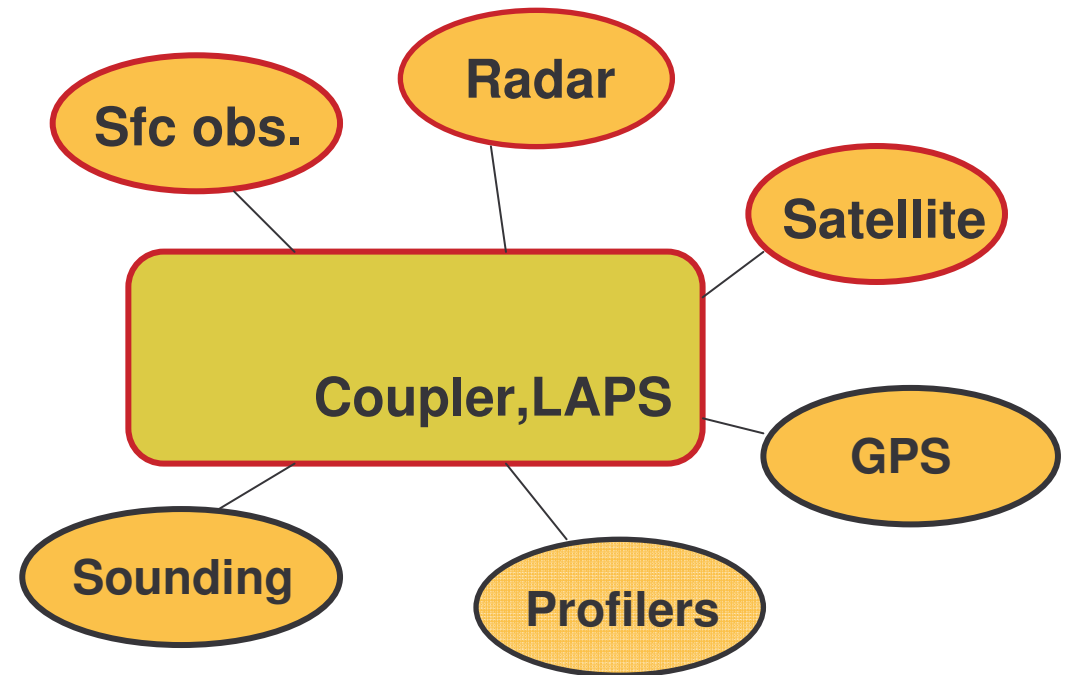 Radar
Sfc obs.
Satellite
Coupler,LAPS
GPS
Sounding
Profilers